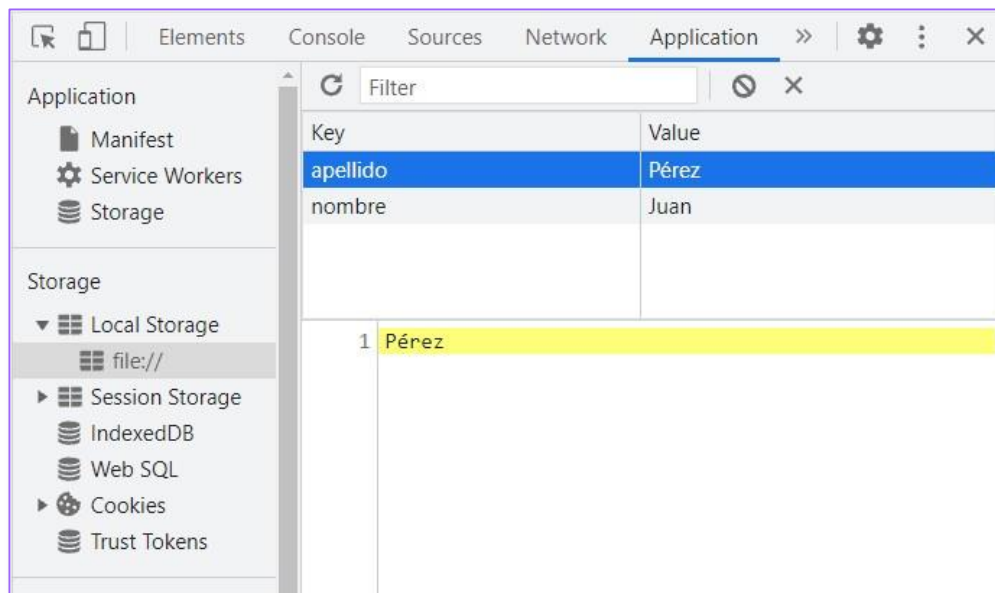 Elements Console Sources Network Application
Application
Manifest
Service Workers
Storage
Storage
Local Storage
file://
Session Storage
IndexedDB
Web SQL
Cookies
Trust Tokens
Filter
Key Value
apellido Pérez
nombre Juan
1 Pérez